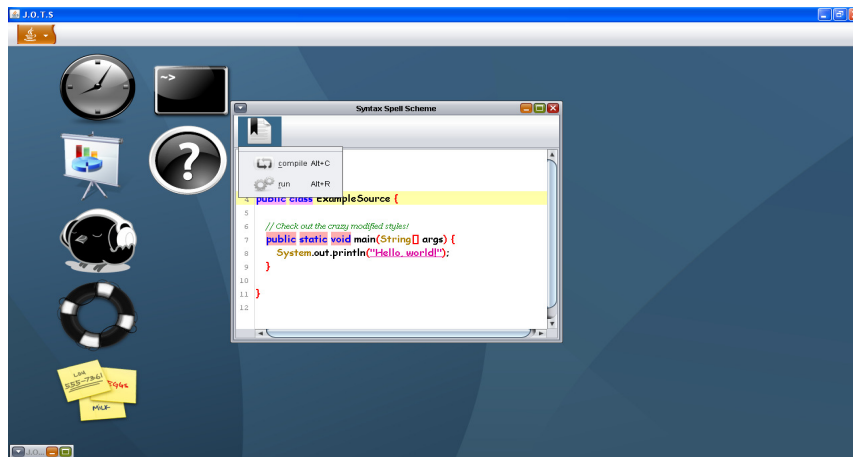 J.O.T.S
~>
Syntax Spell Scheme
compile Alt+C
run Alt+R
4 public class ExampleSource {
5
6 // Check out the crazy modified styles!
7 public static void main(String[] args) {
8 System.out.println("Hello, world!");
9 }
10
11 }
12
?
555-7361
EGGS
MILK
J.O...